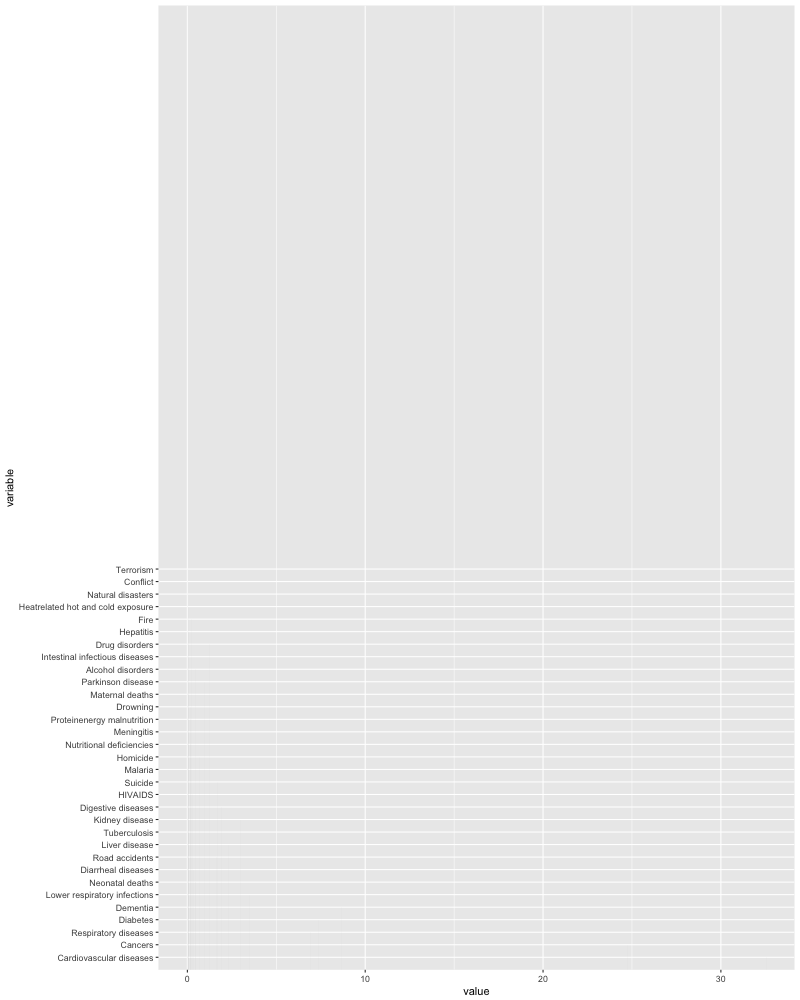 variable
Terrorism
Conflict
Natural disasters
Heatrelated hot and cold exposure
Fire
Hepatitis
Drug disorders
Intestinal infectious diseases
Alcohol disorders
Parkinson disease
Maternal deaths
Drowning
Proteinenergy malnutrition
Meningitis
Nutritional deficiencies
Homicide
Malaria
Suicide
HIVAIDS
Digestive diseases
Kidney disease
Tuberculosis
Liver disease
Road accidents
Diarrheal diseases
Neonatal deaths
Lower respiratory infections
Dementia
Diabetes
Respiratory diseases
Cancers
Cardiovascular diseases
0 10 20 30
value